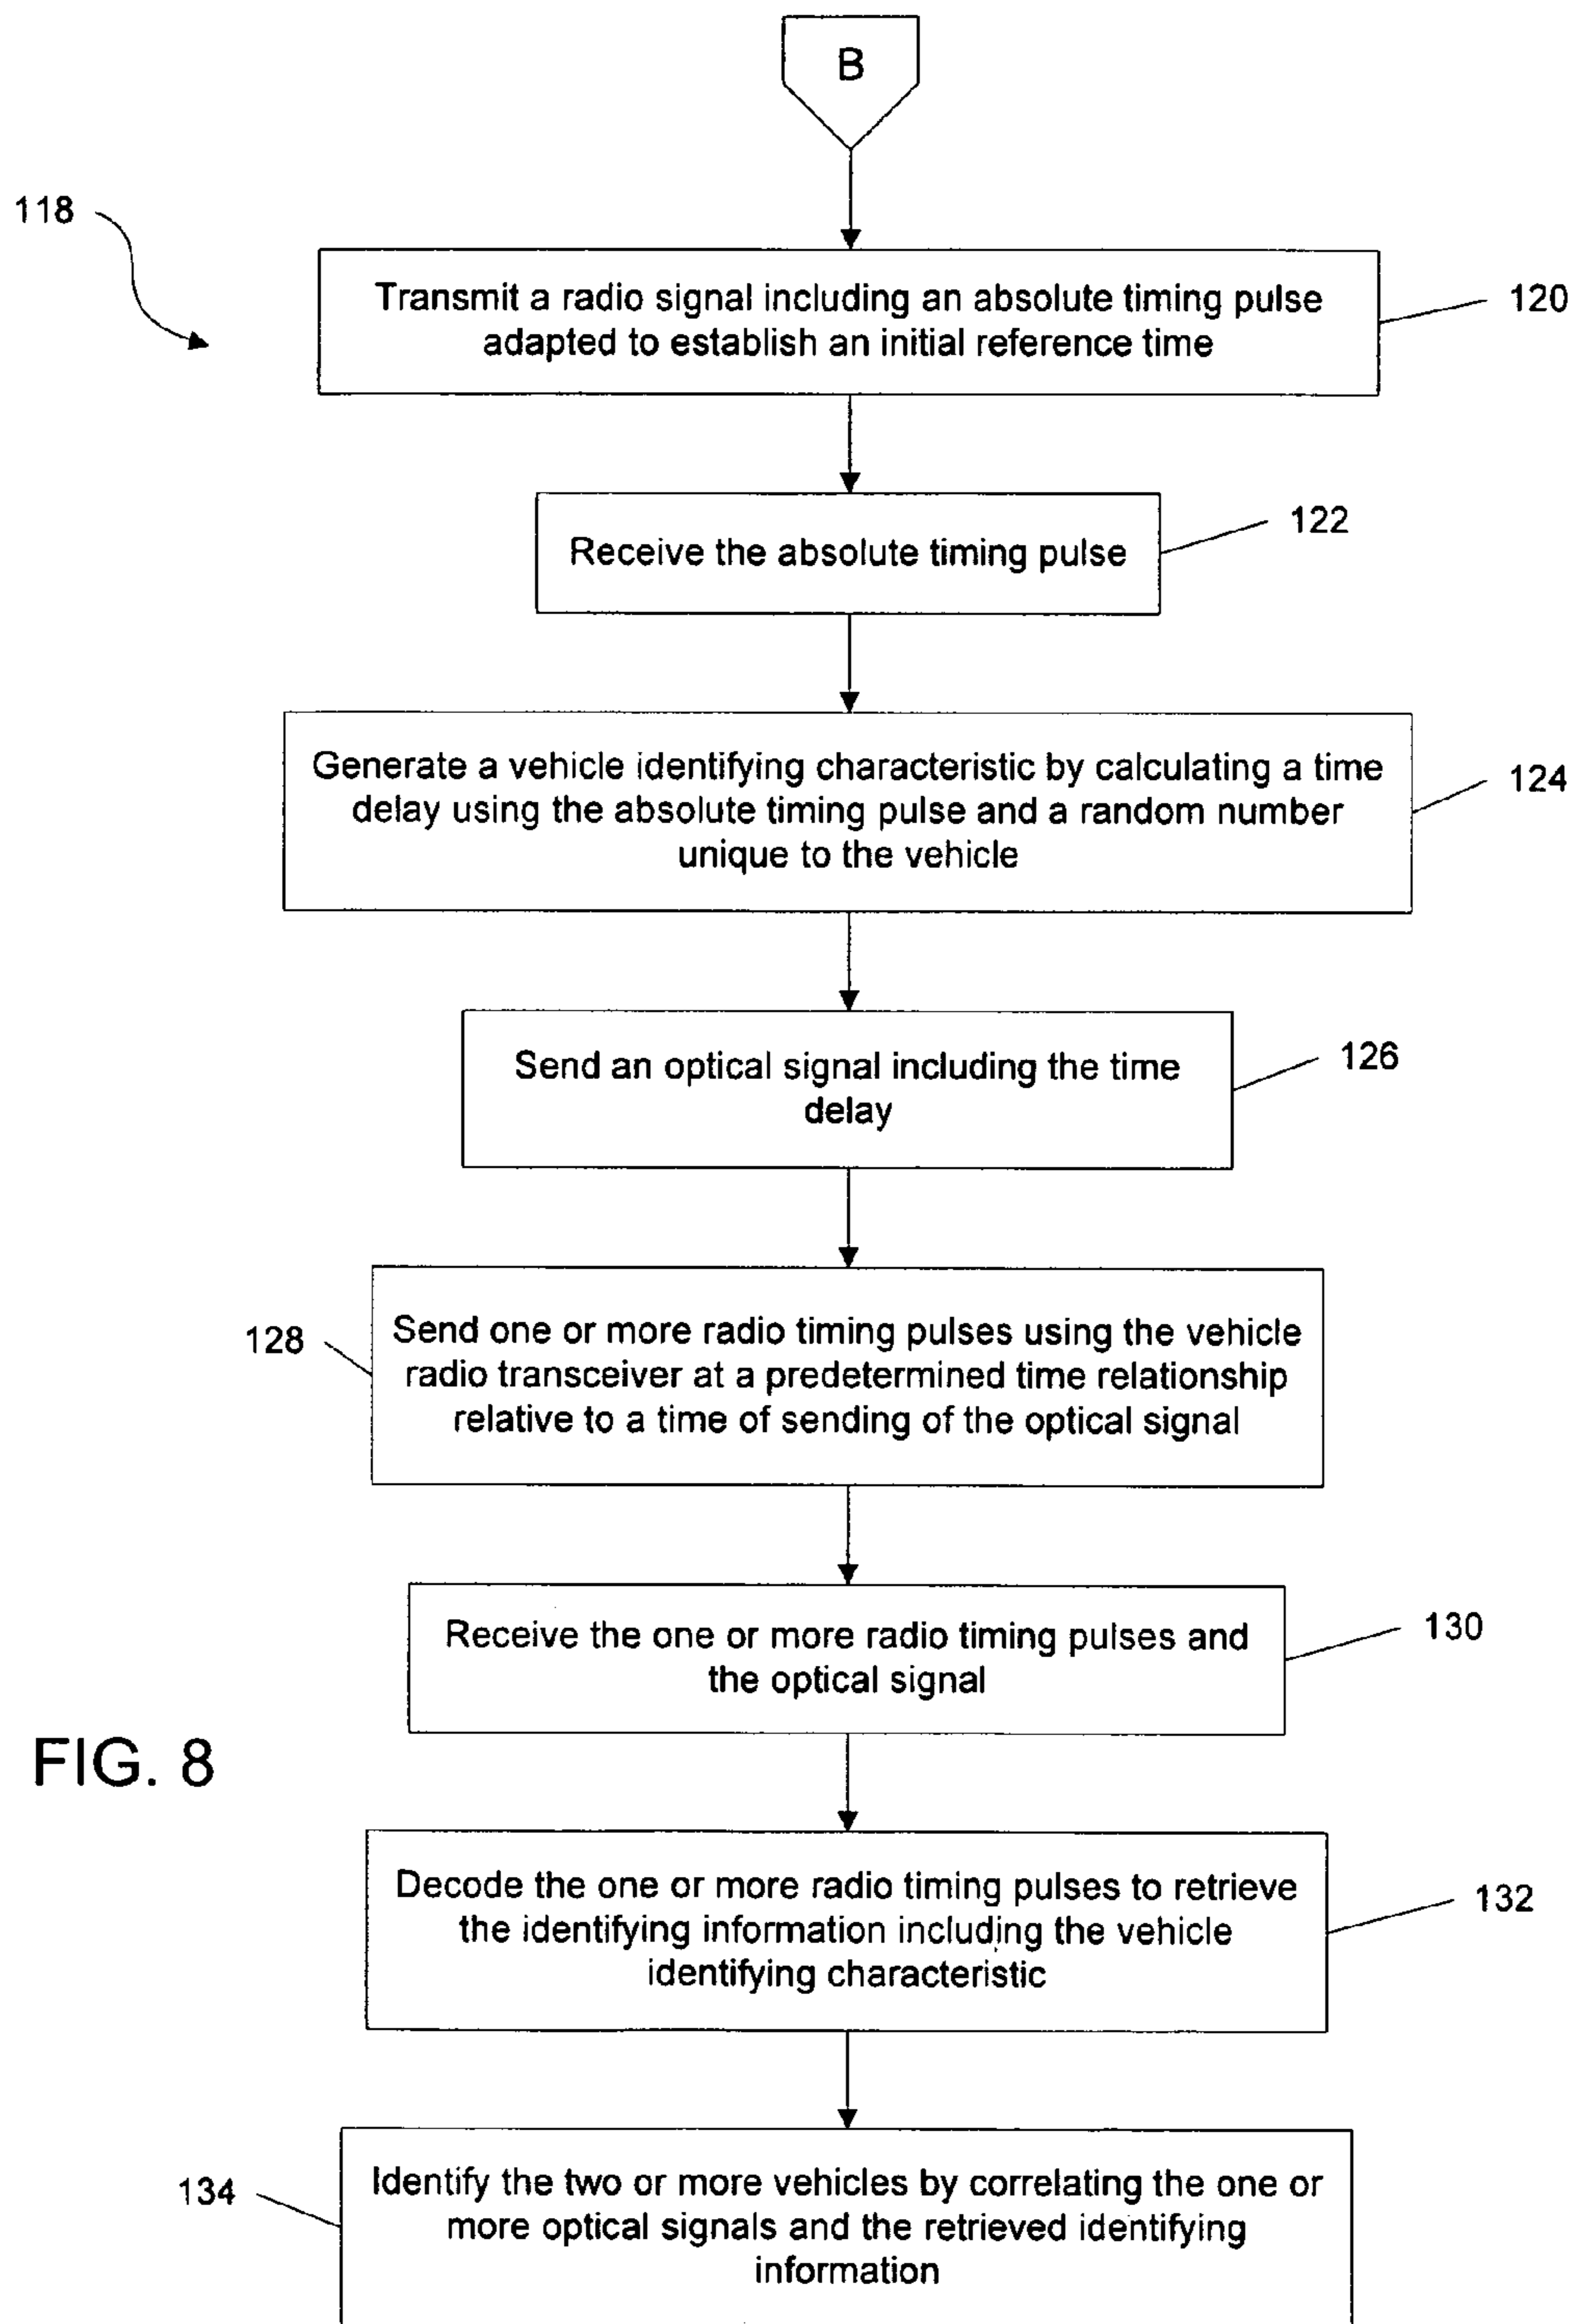 B
118
Transmit a radio signal including an absolute timing pulse
adapted to establish an initial reference time
120
Receive the absolute timing pulse
122
Generate a vehicle identifying characteristic by calculating a time
delay using the absolute timing pulse and a random number
unique to the vehicle
124
Send an optical signal including the time
delay
126
128
Send one or more radio timing pulses using the vehicle
radio transceiver at a predetermined time relationship
relative to a time of sending of the optical signal
Receive the one or more radio timing pulses and
the optical signal
130
FIG. 8
Decode the one or more radio timing pulses to retrieve
the identifying information including the vehicle
identifying characteristic
132
134
Identify the two or more vehicles by correlating the one or
more optical signals and the retrieved identifying
information